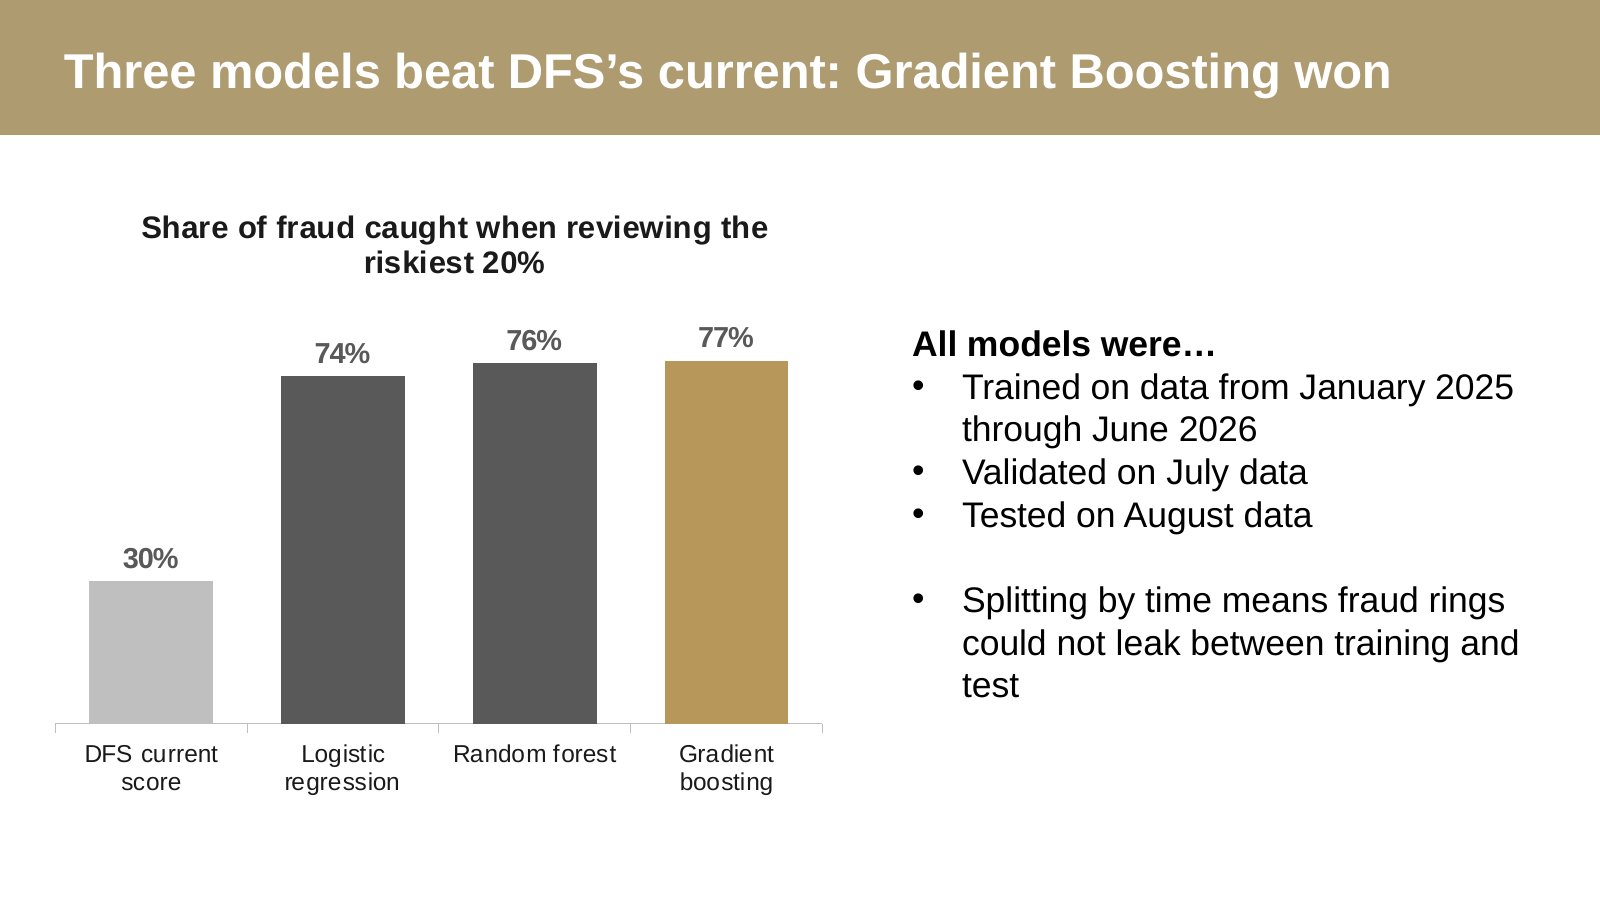 Three models beat DFS’s current: Gradient Boosting won
Share of fraud caught when reviewing the
riskiest 20%
30%
74%
76%
77%
DFS current
score
Logistic
regression
Random forest
Gradient
boosting
All models were…
• Trained on data from January 2025
through June 2026
• Validated on July data
• Tested on August data
• Splitting by time means fraud rings
could not leak between training and
test